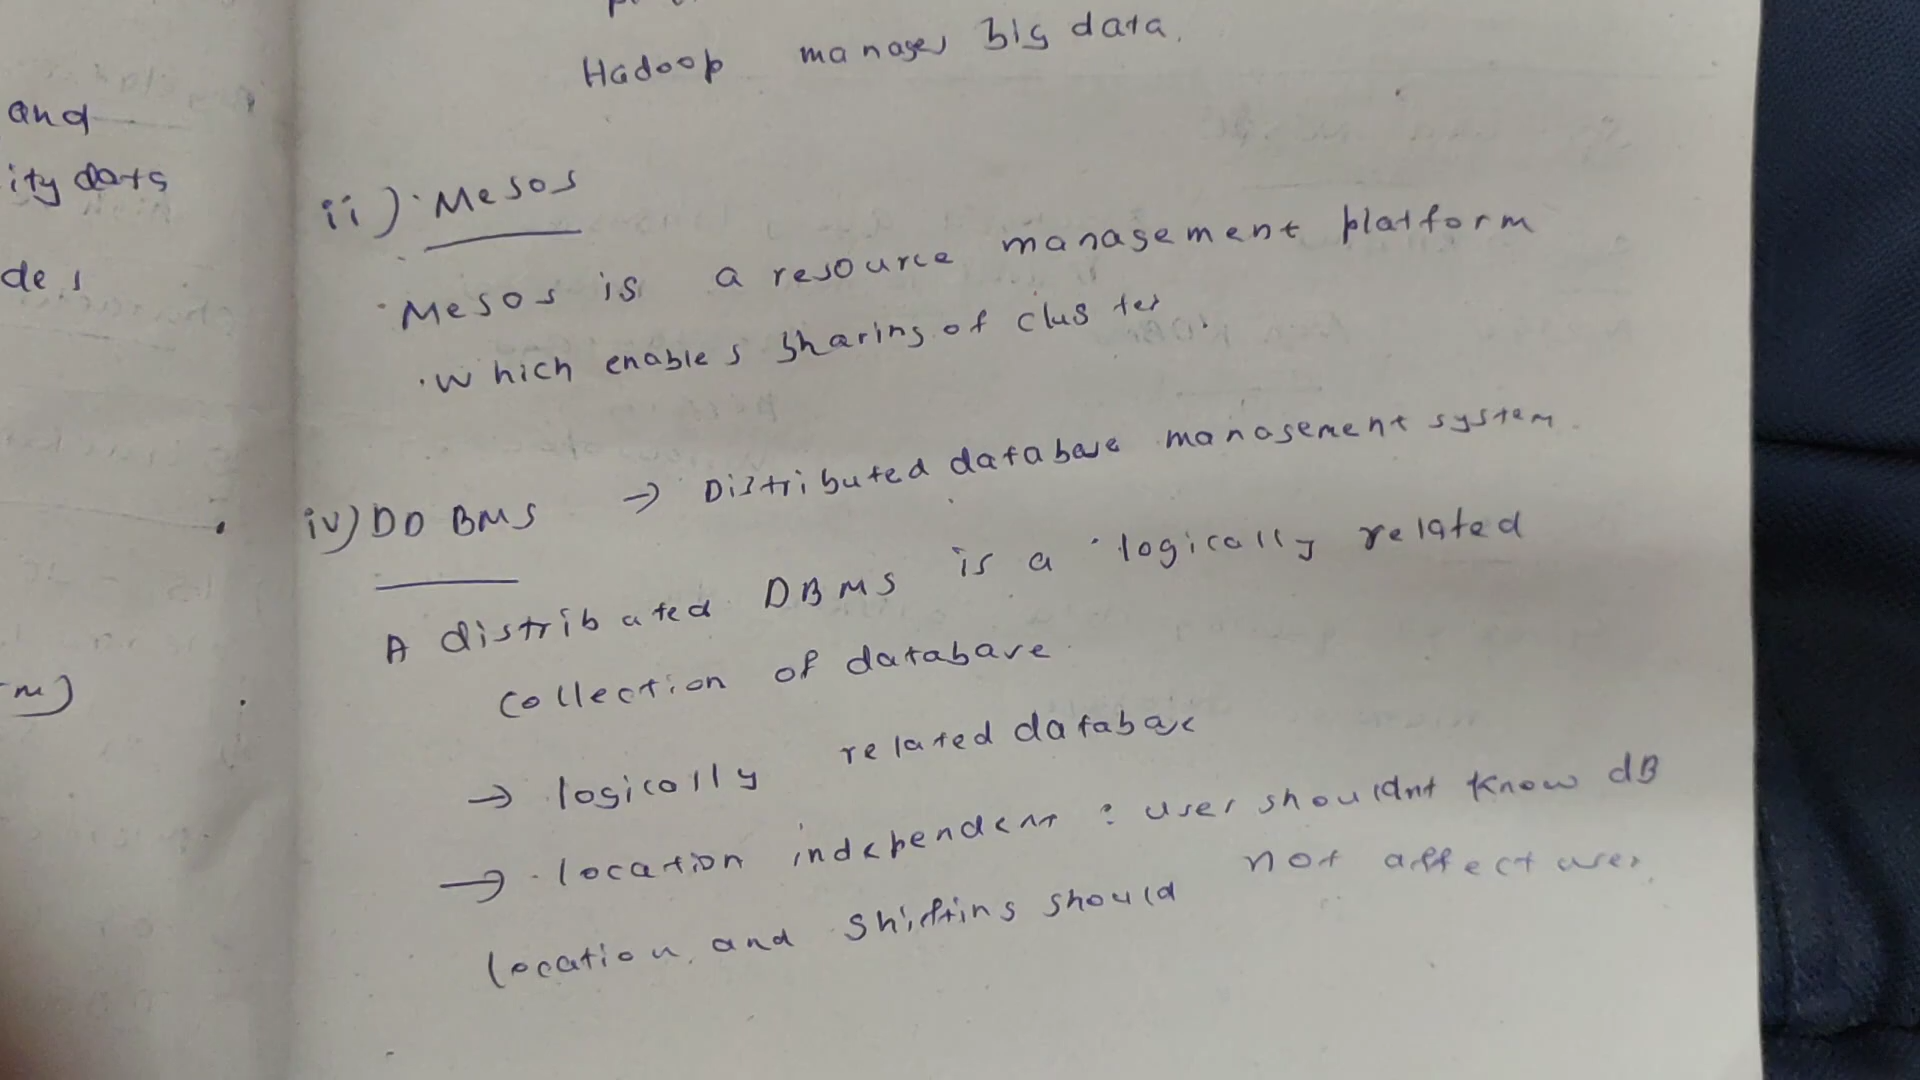 Hadoop manages big data.
and
ity data
des
ii) Mesos
Mesos is a resource management platform
which enables sharing of cluster
iv) DD BMS → Distributed database management system
A distributed DBMS is a logically related
collection of database
→ logically related database
→ location independent : user shouldnt know dB
location and shifting should not affect user